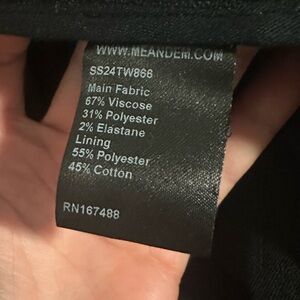 WWW.MEANDEM.COM
SS24TW866
Main Fabric
67% Viscose
31% Polyester
2% Elastane
Lining
55% Polyester
45% Cotton
RN167488